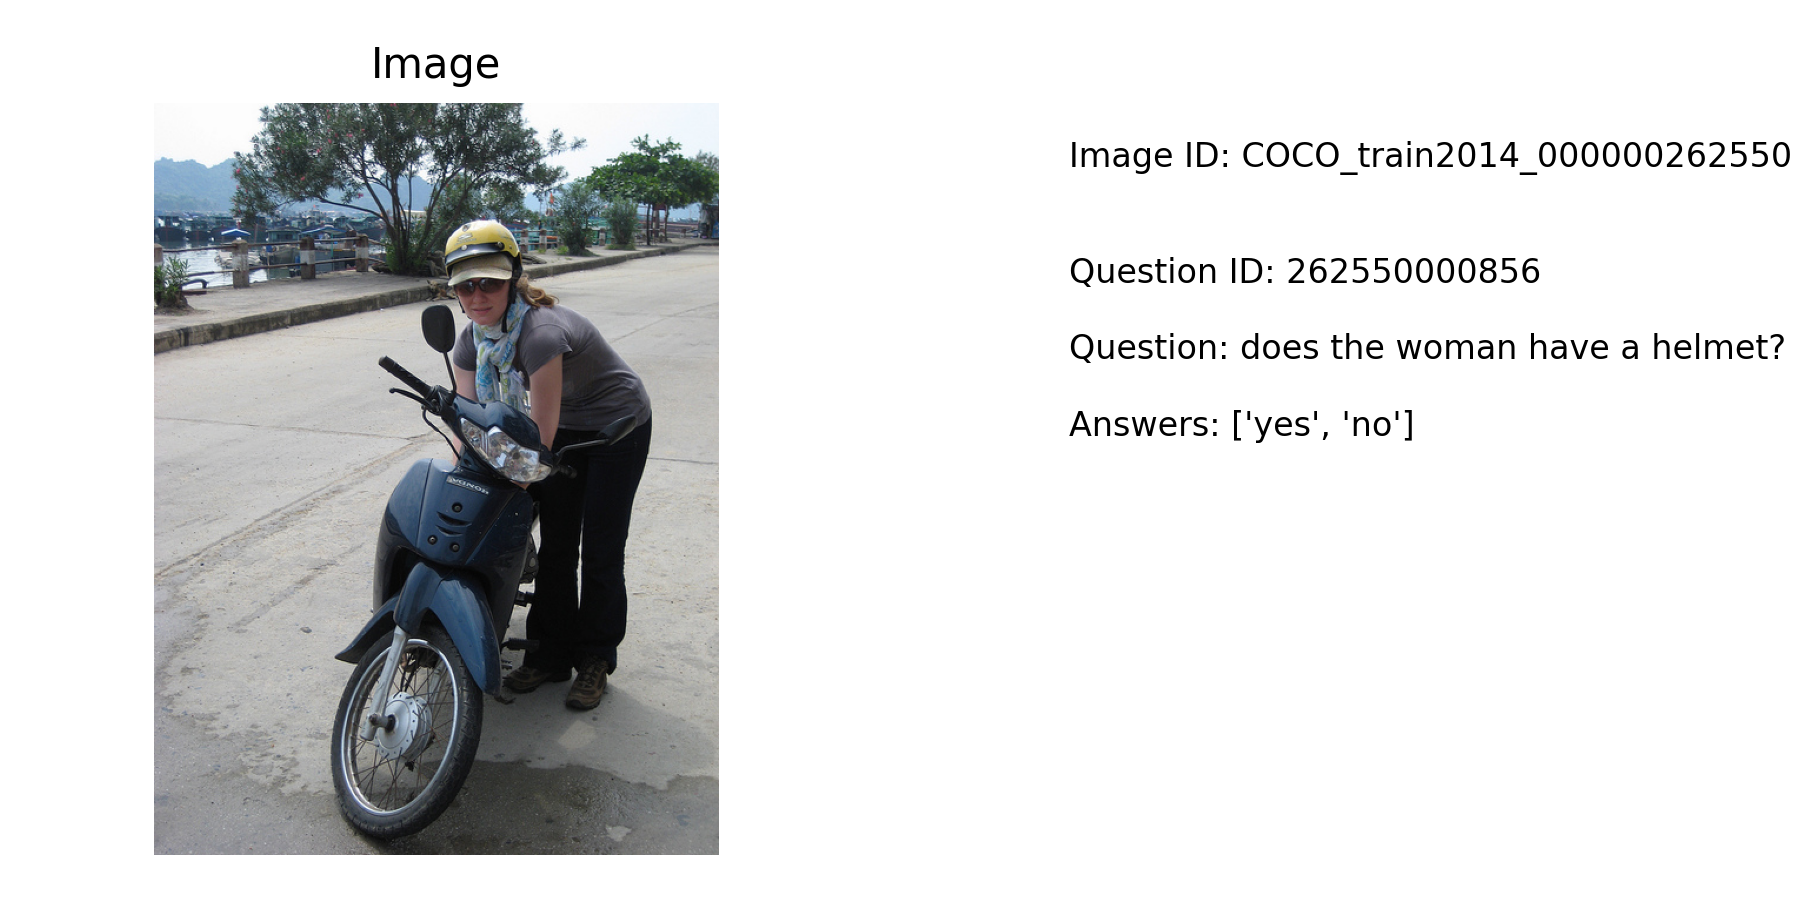 Image
Image ID: COCO_train2014_000000262550
Question ID: 262550000856
Question: does the woman have a helmet?
Answers: ['yes', 'no']